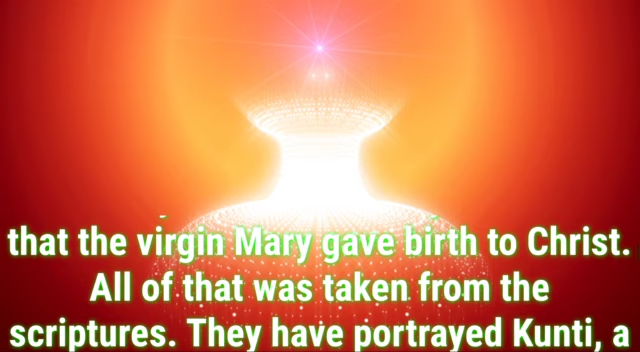 that the virgin Mary gave birth to Christ.
All of that was taken from the
scriptures. They have portrayed Kunti, a